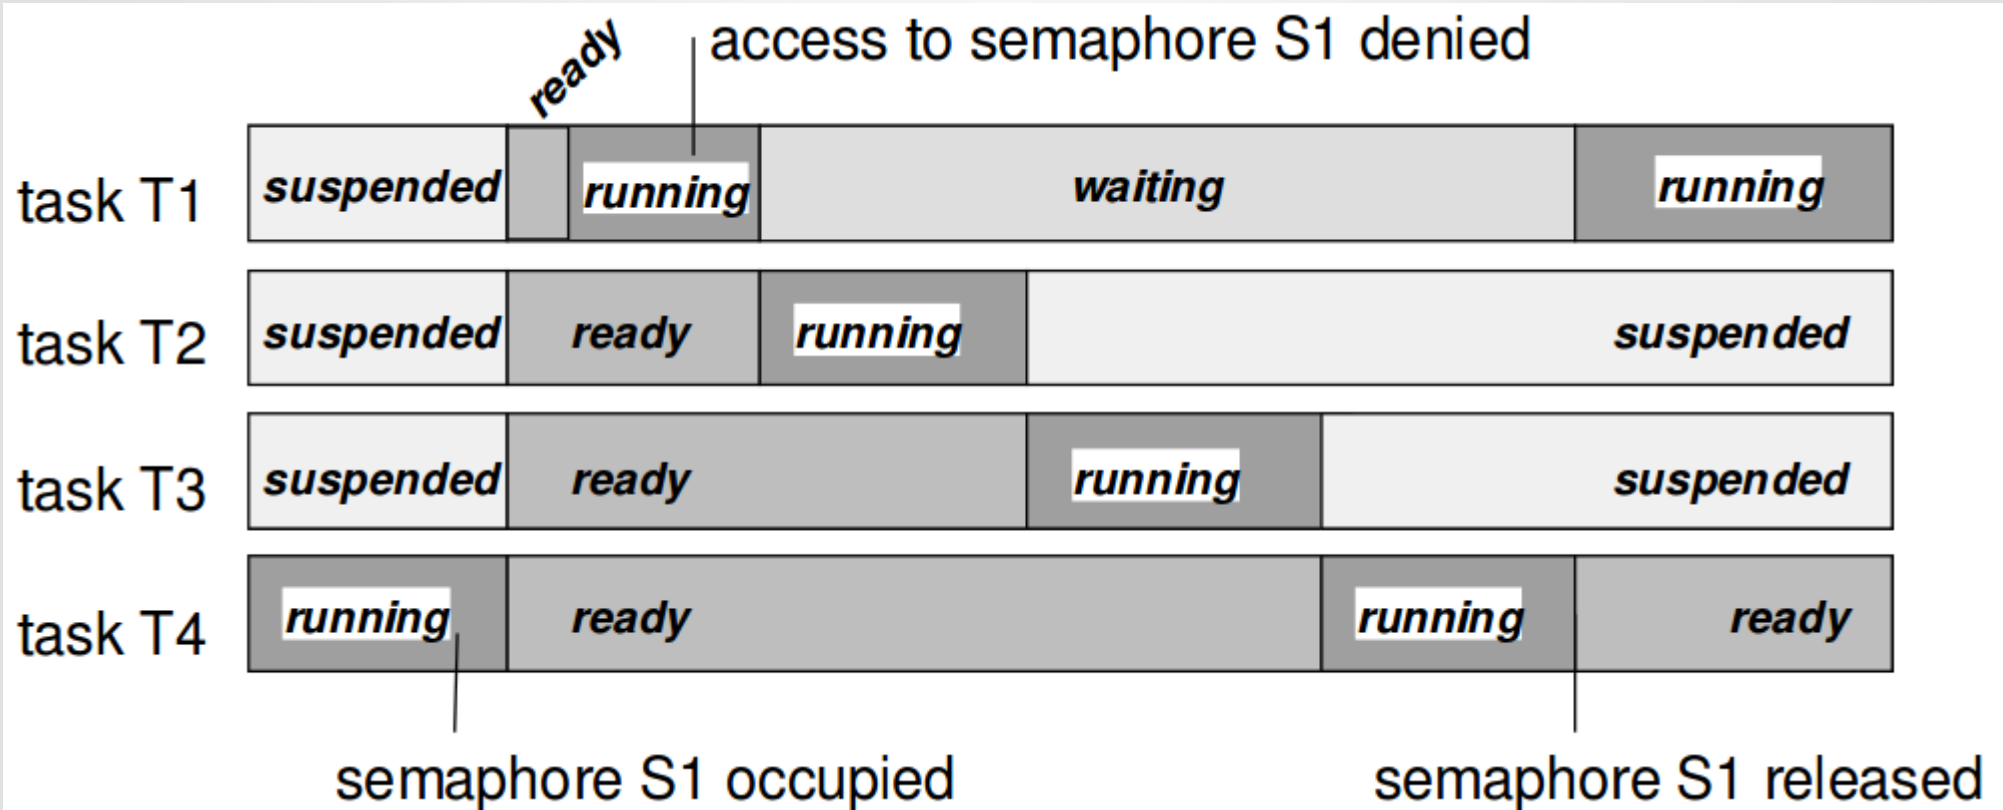 ready
access to semaphore S1 denied
task T1
suspended
running
waiting
running
task T2
suspended
ready
running
suspended
task T3
suspended
ready
running
suspended
task T4
running
ready
running
ready
semaphore S1 occupied
semaphore S1 released